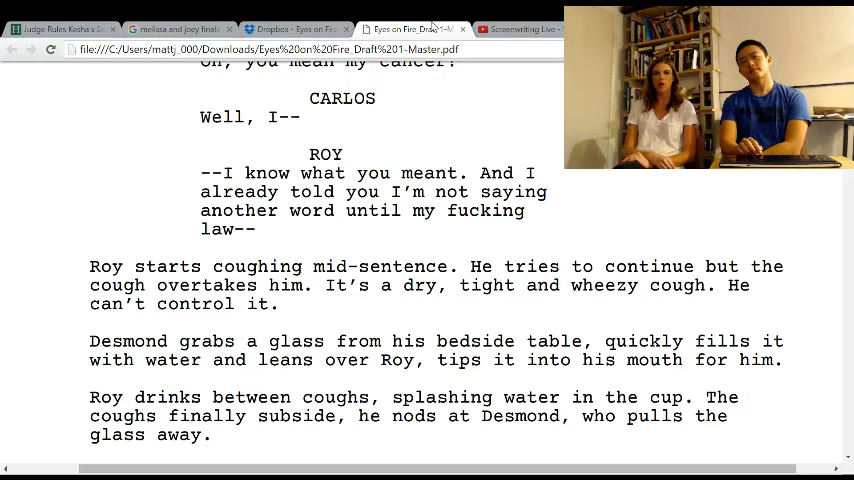 Judge Rules Kesha's Se
melissa and joey finale
Dropbox - Eyes on Fire
Eyes on Fire_Draft 1-M
Screenwriting Live -
file:///C:/Users/mattj_000/Downloads/Eyes%20on%20Fire_Draft%201-Master.pdf
Oh, you mean my cancer?
CARLOS
Well, I--
ROY
--I know what you meant. And I
already told you I'm not saying
another word until my fucking
law--
Roy starts coughing mid-sentence. He tries to continue but the
cough overtakes him. It's a dry, tight and wheezy cough. He
can't control it.
Desmond grabs a glass from his bedside table, quickly fills it
with water and leans over Roy, tips it into his mouth for him.
Roy drinks between coughs, splashing water in the cup. The
coughs finally subside, he nods at Desmond, who pulls the
glass away.